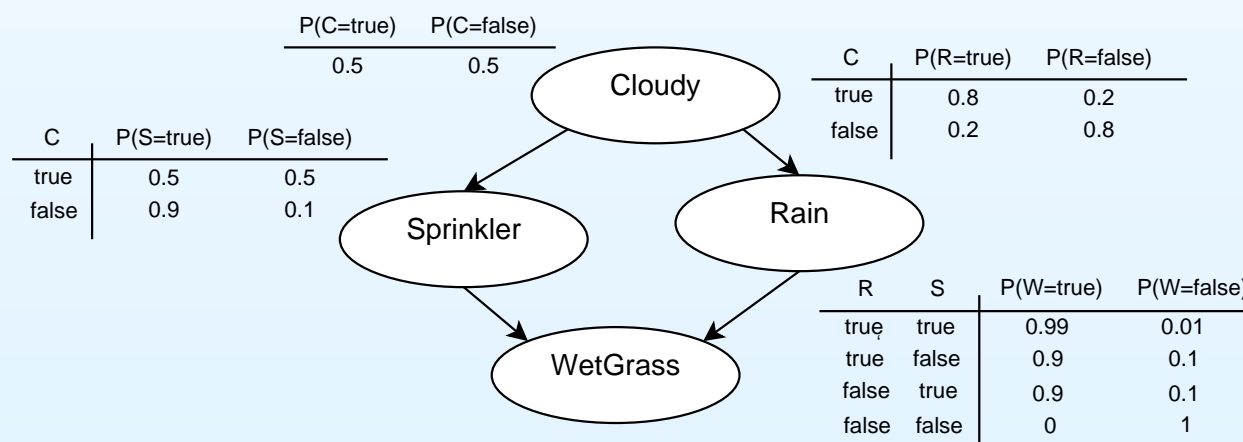 P(C=true) P(C=false)
0.5 0.5
Cloudy
C P(R=true) P(R=false)
true 0.8 0.2
false 0.2 0.8
C P(S=true) P(S=false)
true 0.5 0.5
false 0.9 0.1
Sprinkler
Rain
WetGrass
R S P(W=true) P(W=false)
true true 0.99 0.01
true false 0.9 0.1
false true 0.9 0.1
false false 0 1